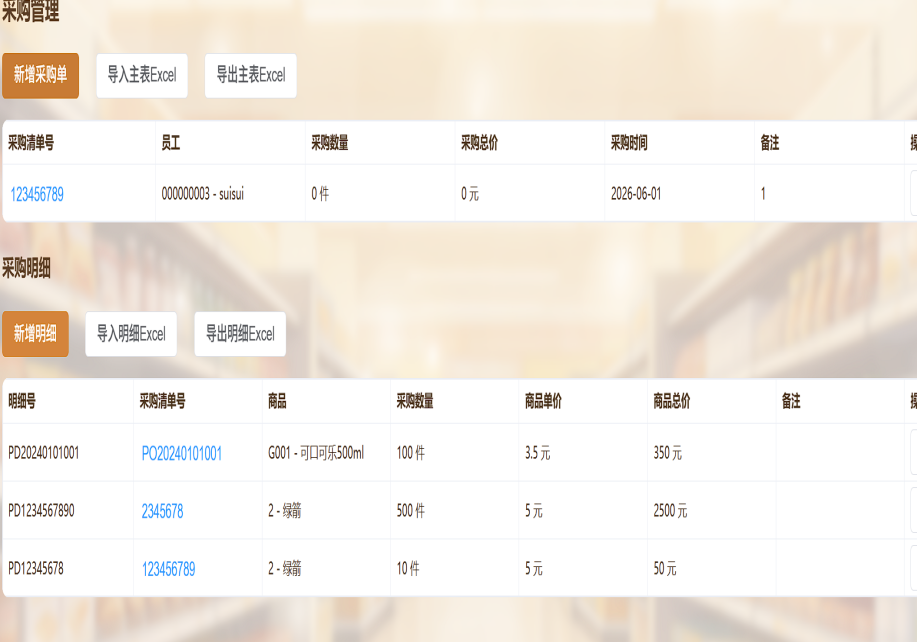 采购管理
新增采购单 导入主表Excel 导出主表Excel
采购清单号 员工 采购数量 采购总价 采购时间 备注
123456789 000000003 - suisui 0 件 0 元 2026-06-01 1
采购明细
新增明细 导入明细Excel 导出明细Excel
明细号 采购清单号 商品 采购数量 商品单价 商品总价 备注
PD20240101001 PO20240101001 G001 - 可口可乐500ml 100 件 3.5 元 350 元
PD1234567890 2345678 2 - 绿箭 500 件 5 元 2500 元
PD12345678 123456789 2 - 绿箭 10 件 5 元 50 元